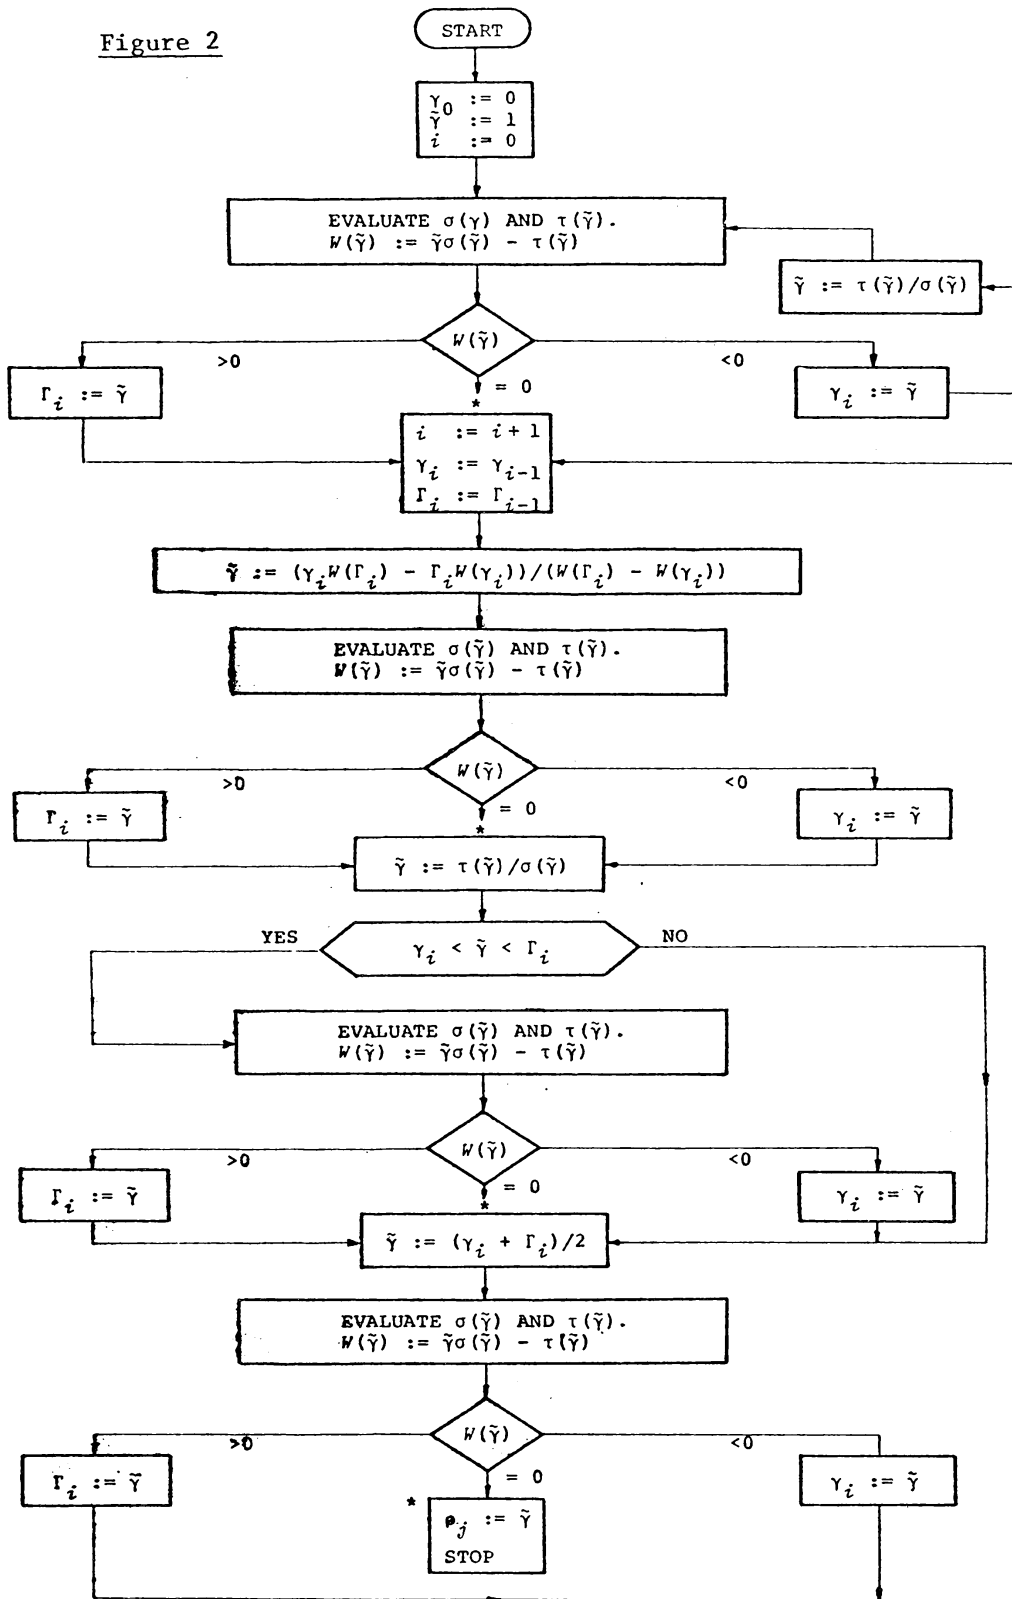 Figure 2
START
γ₀ := 0
γ̃ := 1
i := 0
EVALUATE σ(γ) AND τ(γ̃).
W(γ̃) := γ̃σ(γ̃) - τ(γ̃)
γ̃ := τ(γ̃)/σ(γ̃)
W(γ̃)
>0
<0
= 0
*
Γᵢ := γ̃
γᵢ := γ̃
i := i + 1
γᵢ := γᵢ₋₁
Γᵢ := Γᵢ₋₁
γ̃ := (γᵢW(Γᵢ) - ΓᵢW(γᵢ))/(W(Γᵢ) - W(γᵢ))
EVALUATE σ(γ̃) AND τ(γ̃).
W(γ̃) := γ̃σ(γ̃) - τ(γ̃)
W(γ̃)
>0
<0
= 0
*
Γᵢ := γ̃
γᵢ := γ̃
γ̃ := τ(γ̃)/σ(γ̃)
YES
γᵢ < γ̃ < Γᵢ
NO
EVALUATE σ(γ̃) AND τ(γ̃).
W(γ̃) := γ̃σ(γ̃) - τ(γ̃)
W(γ̃)
>0
<0
= 0
*
Γᵢ := γ̃
γᵢ := γ̃
γ̃ := (γᵢ + Γᵢ)/2
EVALUATE σ(γ̃) AND τ(γ̃).
W(γ̃) := γ̃σ(γ̃) - τ(γ̃)
W(γ̃)
>0
<0
= 0
Γᵢ := γ̃
γᵢ := γ̃
*
ρⱼ := γ̃
STOP